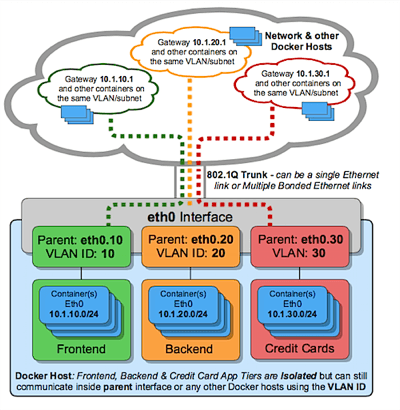 Network & other
Docker Hosts
Gateway 10.1.20.1
and other containers on
the same VLAN/subnet
Gateway 10.1.10.1
and other containers on
the same VLAN/subnet
Gateway 10.1.30.1
and other containers on
the same VLAN/subnet
802.1Q Trunk - can be a single Ethernet
link or Multiple Bonded Ethernet links
eth0 Interface
Parent: eth0.10
VLAN ID: 10
Parent: eth0.20
VLAN ID: 20
Parent: eth0.30
VLAN: 30
Container(s)
Eth0
10.1.10.0/24
Container(s)
Eth0
10.1.20.0/24
Container(s)
Eth0
10.1.30.0/24
Frontend
Backend
Credit Cards
Docker Host: Frontend, Backend & Credit Card App Tiers are Isolated but can still
communicate inside parent interface or any other Docker hosts using the VLAN ID